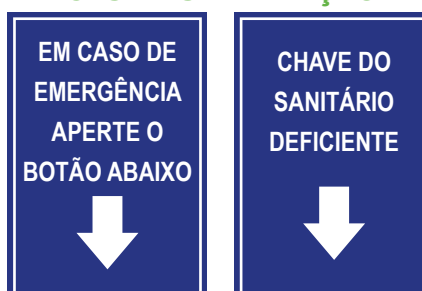 EM CASO DE
EMERGÊNCIA
APERTE O
BOTÃO ABAIXO
CHAVE DO
SANITÁRIO
DEFICIENTE